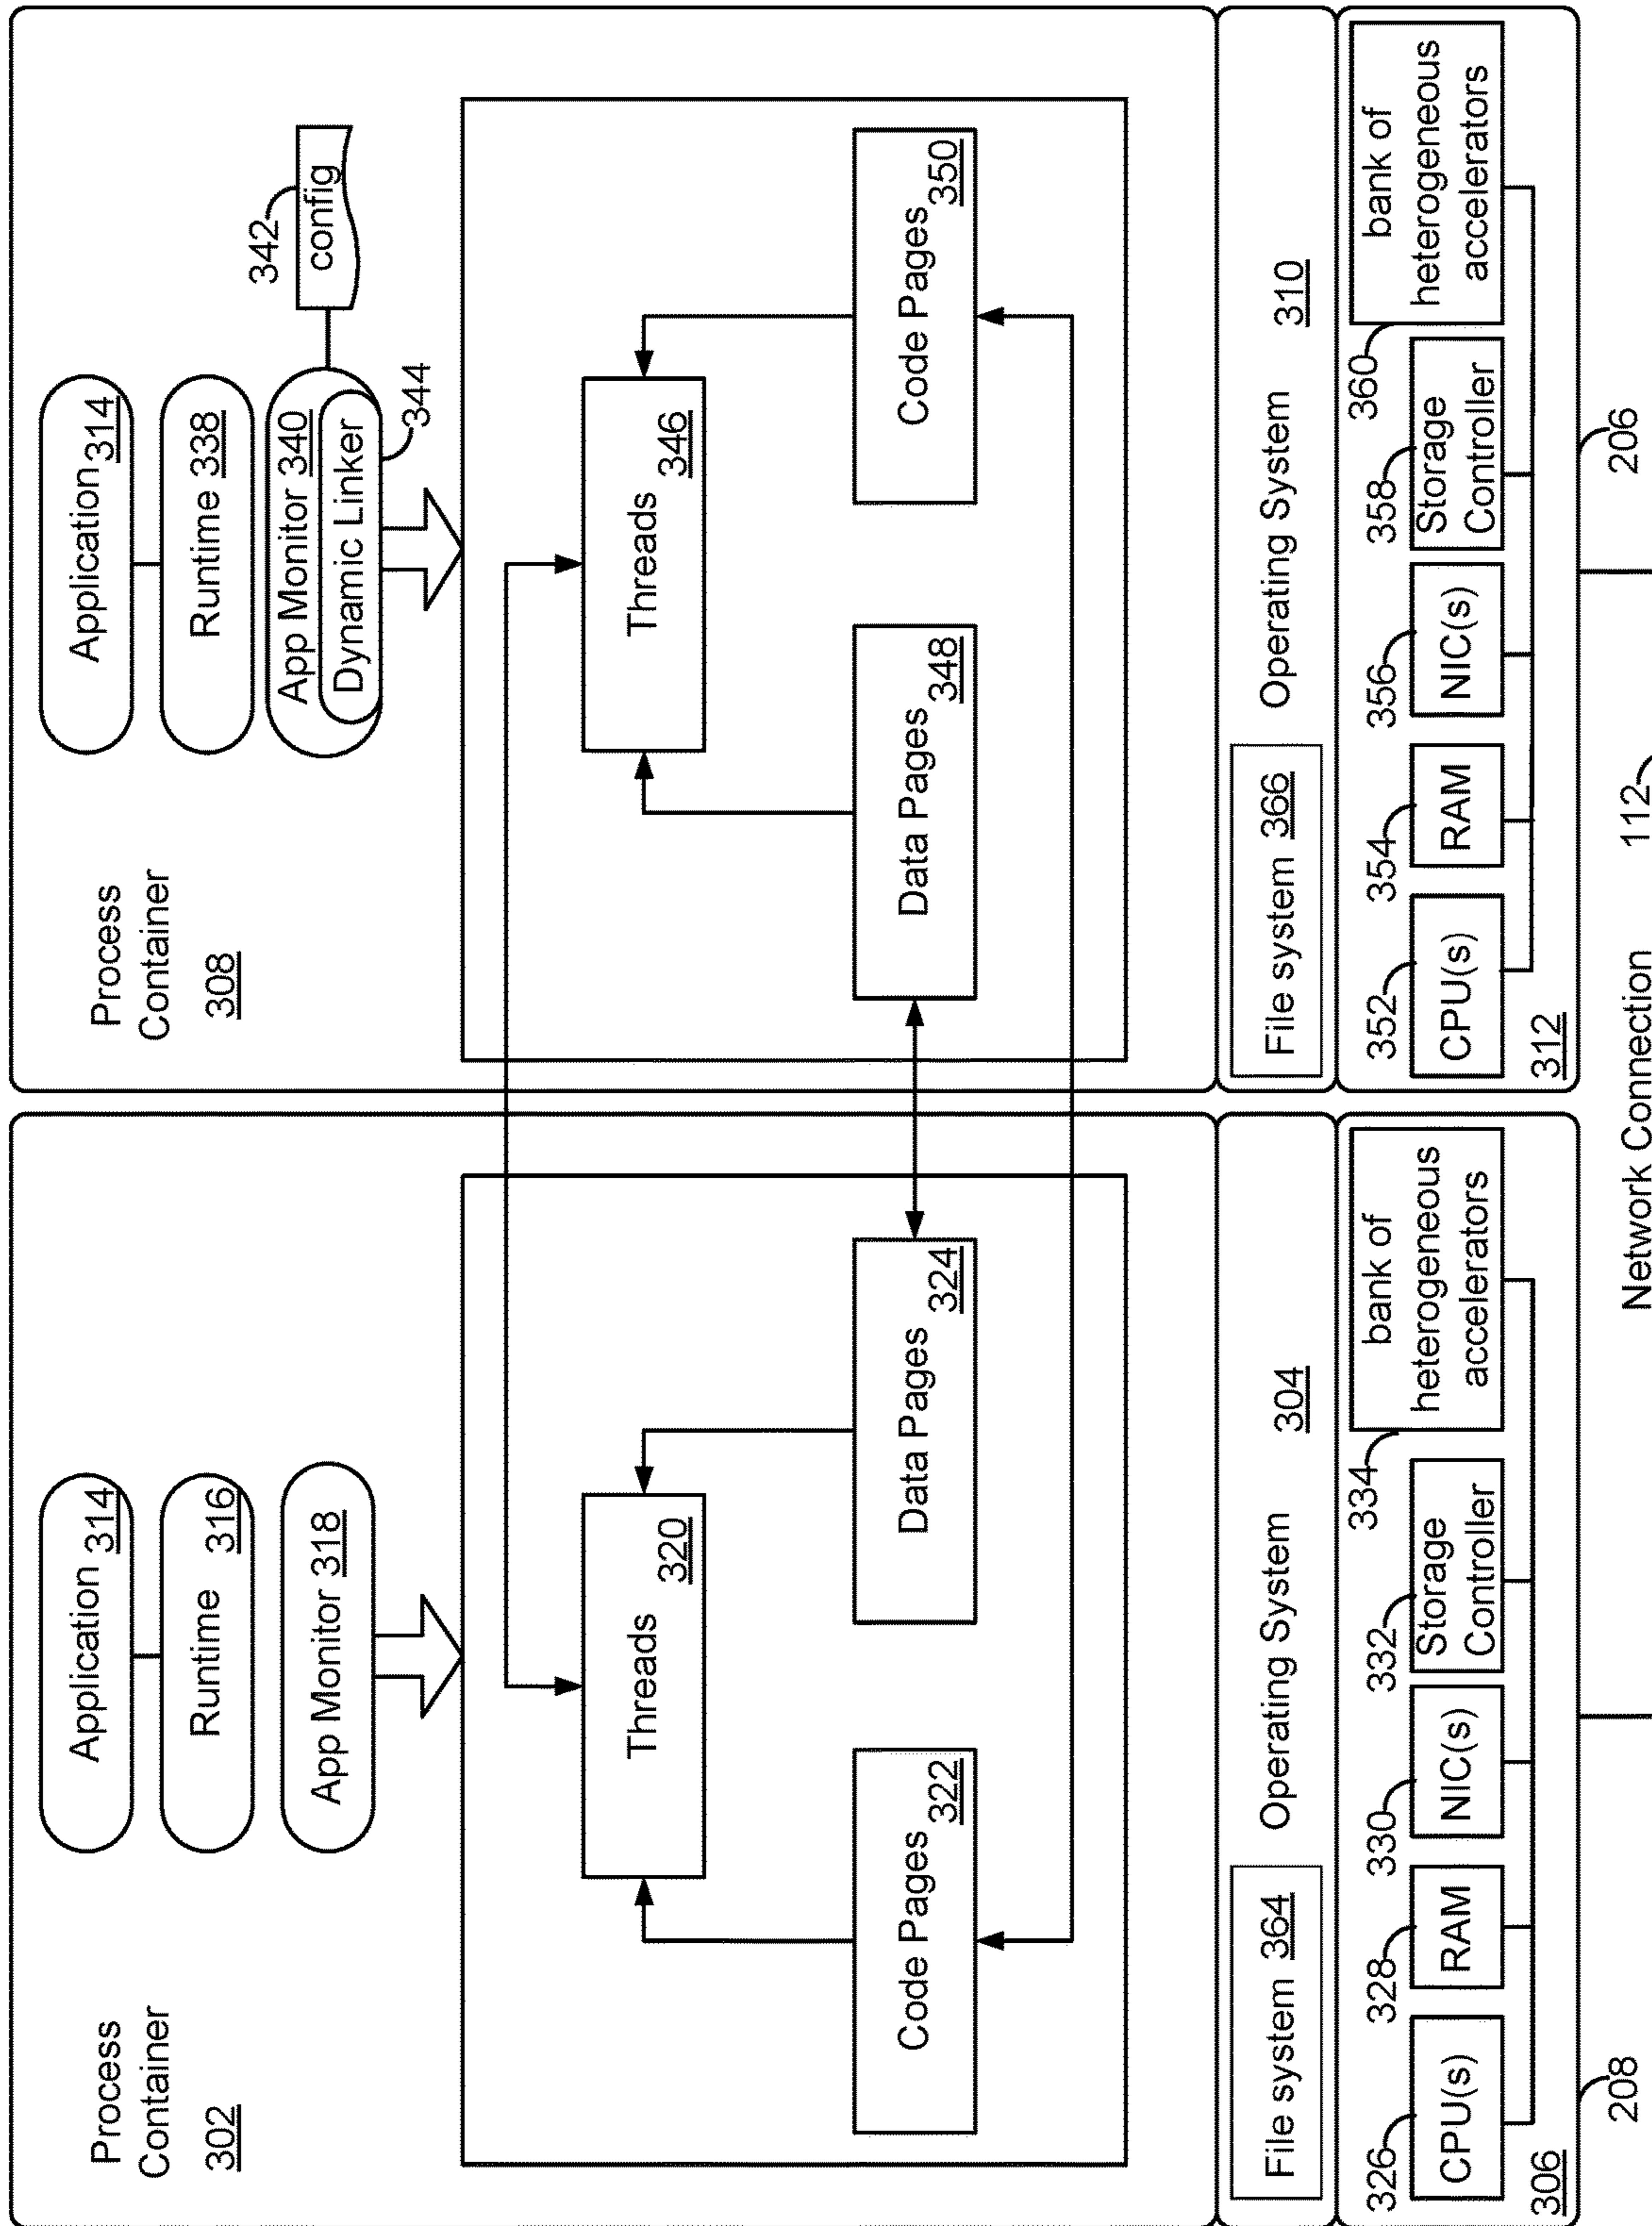 Process
Container
302
Application 314
Runtime 316
App Monitor 318
Threads
320
Code Pages
322
Data Pages
324
File system 364
Operating System
304
326
CPU(s)
328
RAM
330
NIC(s)
332
Storage
Controller
334
bank of
heterogeneous
accelerators
306
208
Process
Container
308
Application 314
Runtime 338
App Monitor 340
Dynamic Linker
342
config
344
Threads
346
Data Pages
348
Code Pages
350
File system 366
Operating System
310
352
CPU(s)
354
RAM
356
NIC(s)
358
Storage
Controller
360
bank of
heterogeneous
accelerators
312
206
Network Connection
112